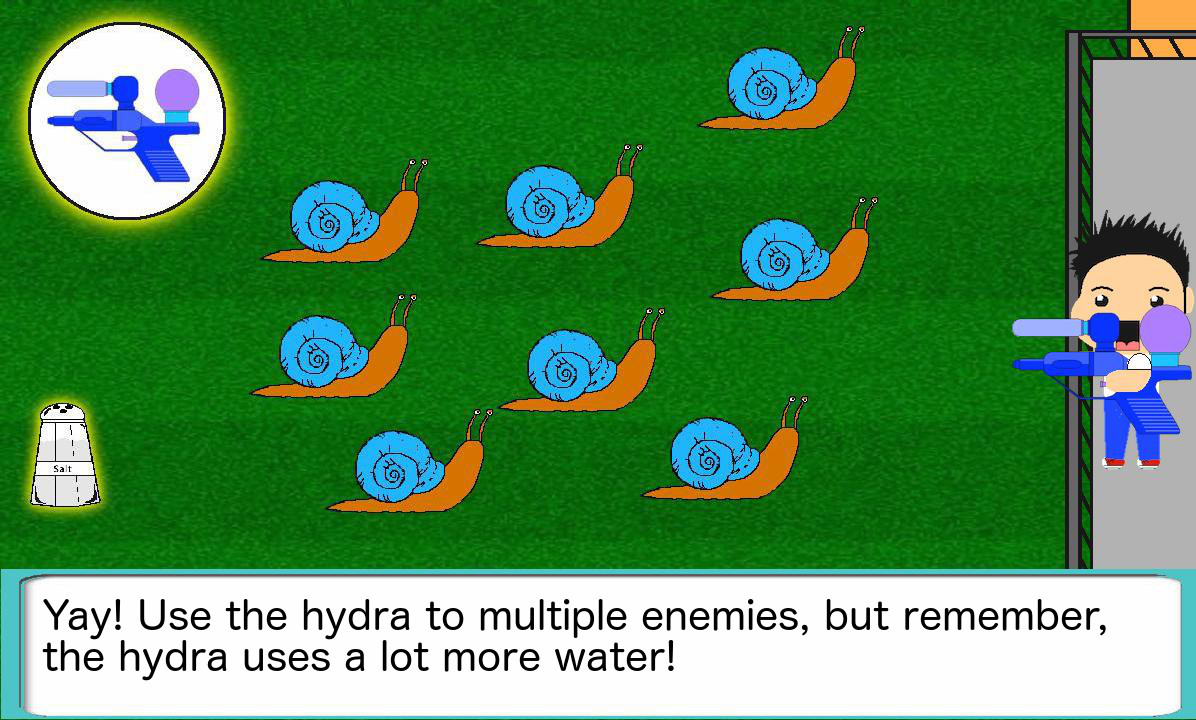 Salt
Yay! Use the hydra to multiple enemies, but remember,
the hydra uses a lot more water!